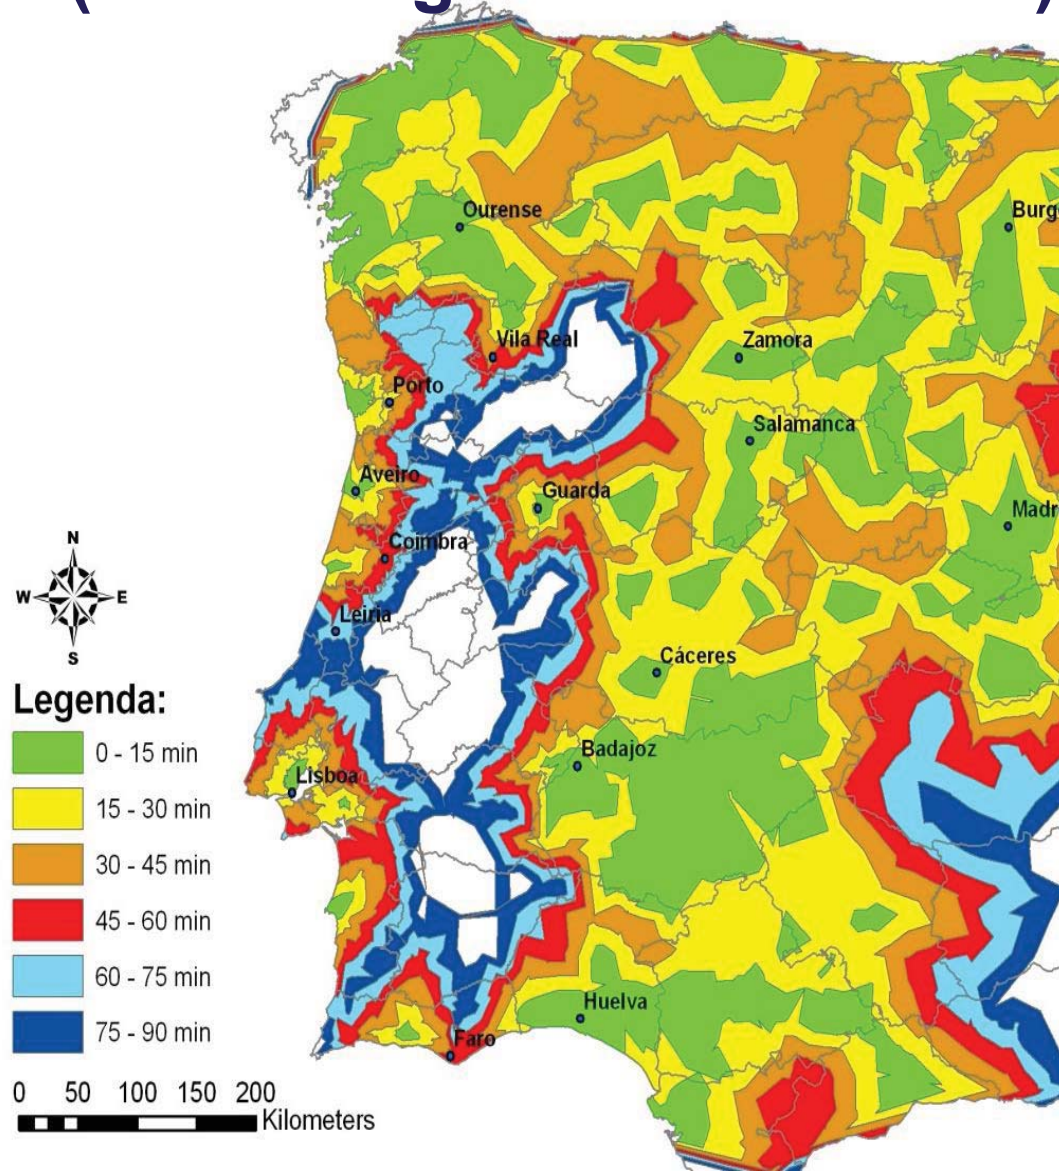 Ourense
Burg
Vila Real
Zamora
Porto
Salamanca
Aveiro
Guarda
Madr
Coimbra
Leiria
Cáceres
Badajoz
Lisboa
Huelva
Faro
N
W E
S
Legenda:
0 - 15 min
15 - 30 min
30 - 45 min
45 - 60 min
60 - 75 min
75 - 90 min
0 50 100 150 200
Kilometers